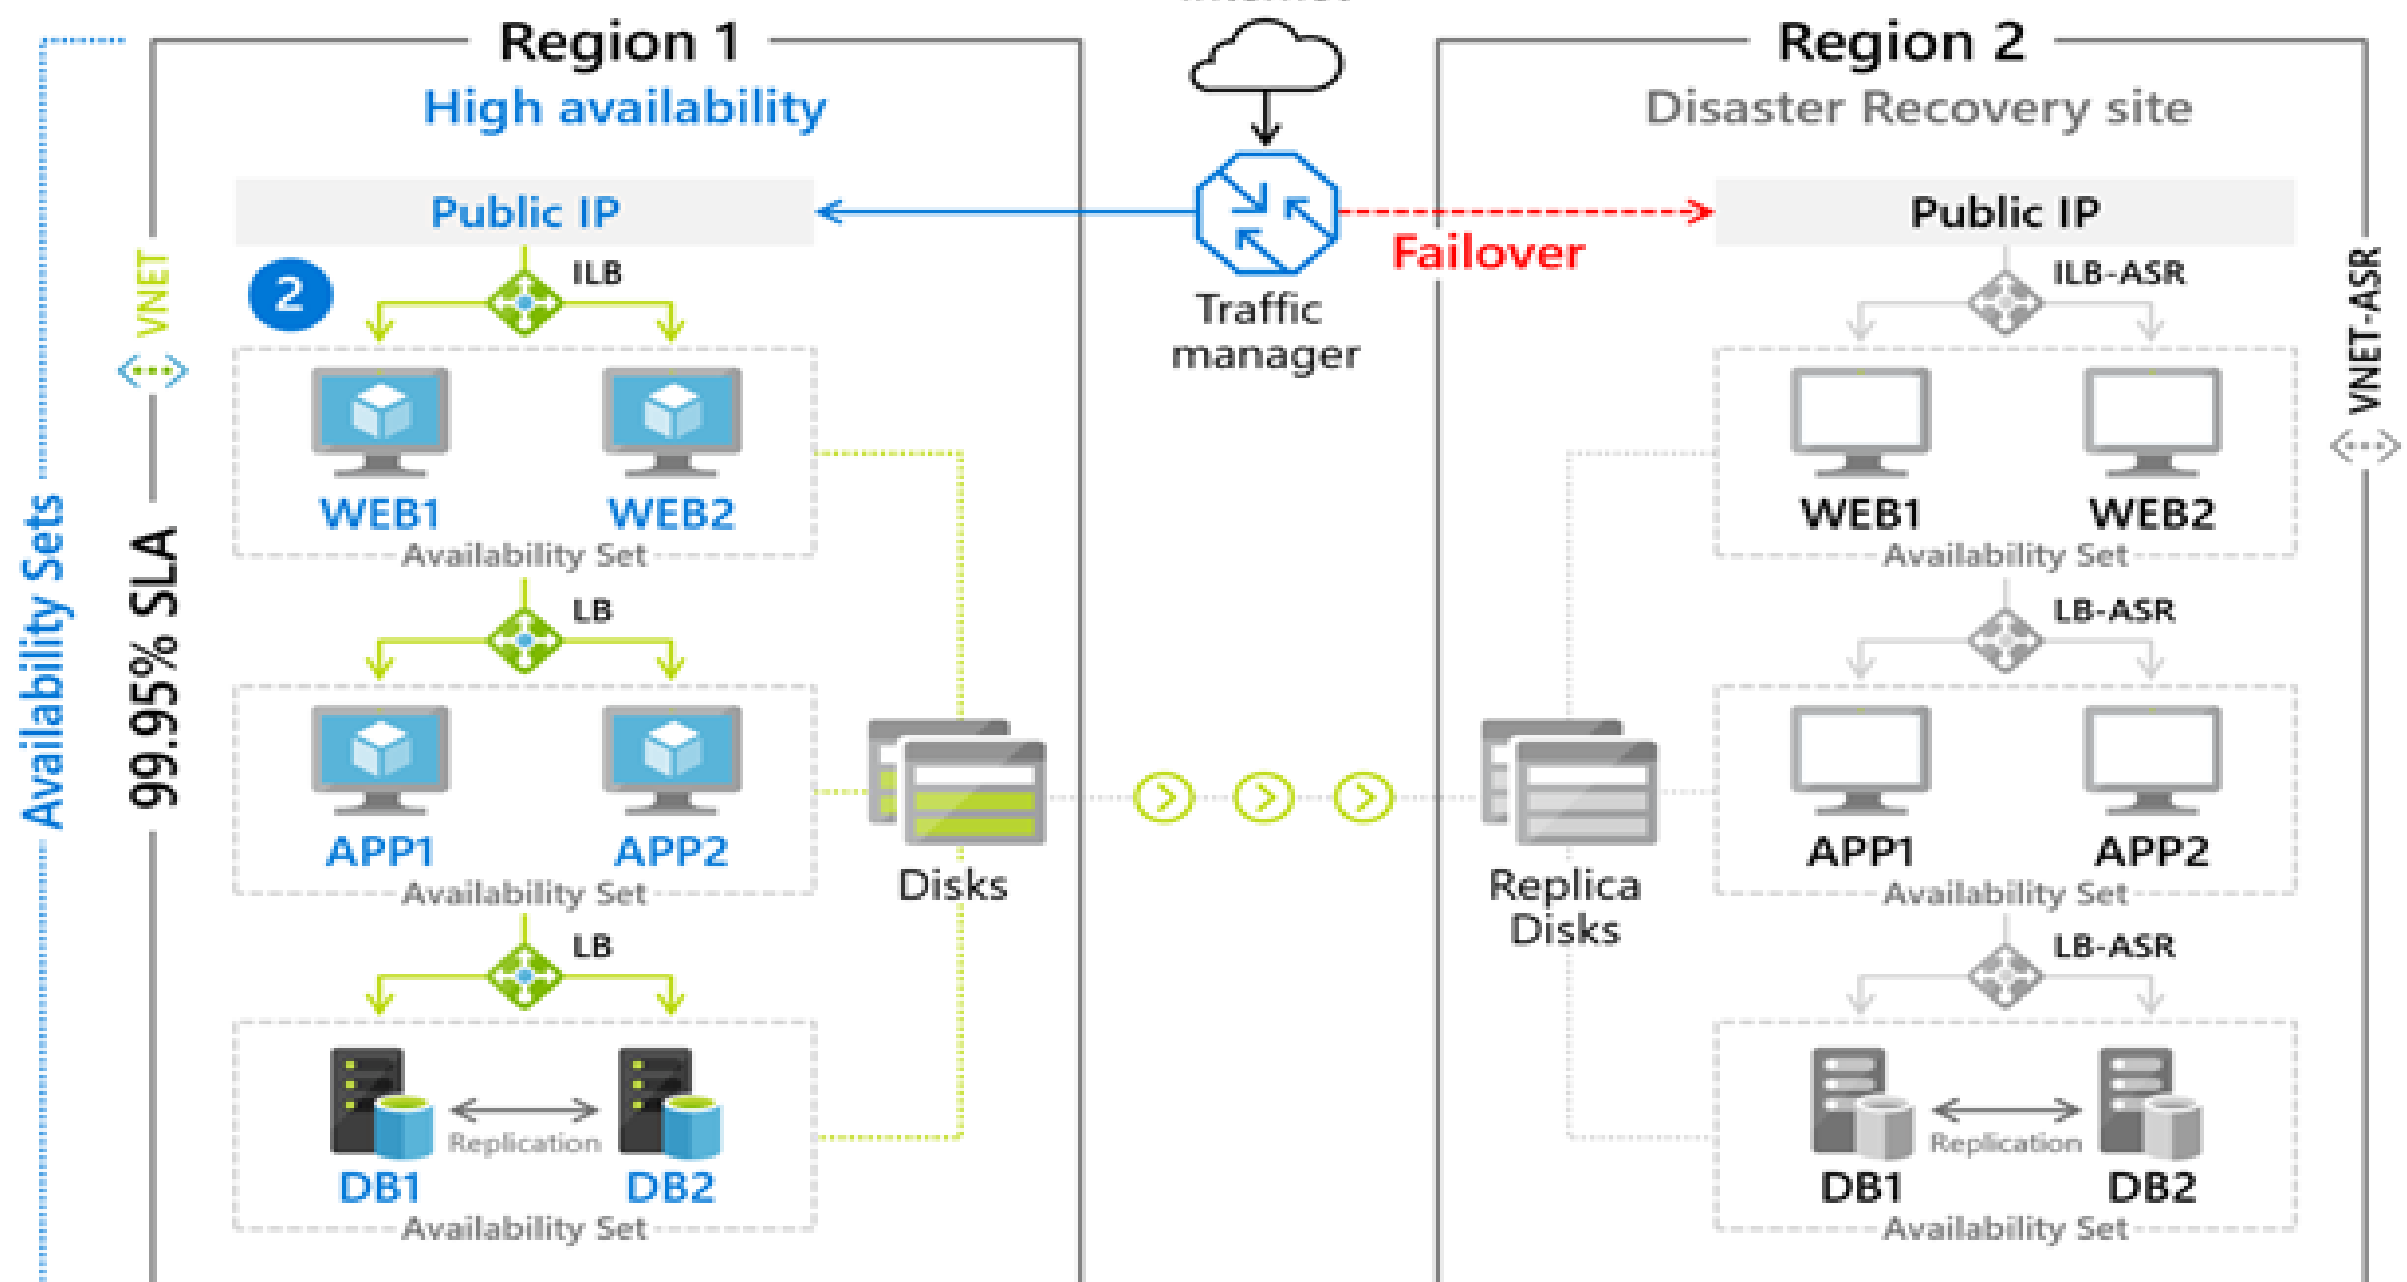 Region 1
High availability
Public IP
2
ILB
VNET
WEB1
WEB2
Availability Set
LB
99.95% SLA
Availability Sets
APP1
APP2
Availability Set
LB
DB1
Replication
DB2
Availability Set
Disks
Traffic
manager
Failover
Region 2
Disaster Recovery site
Public IP
ILB-ASR
VNET-ASR
WEB1
WEB2
Availability Set
LB-ASR
APP1
APP2
Availability Set
Replica
Disks
LB-ASR
DB1
Replication
DB2
Availability Set